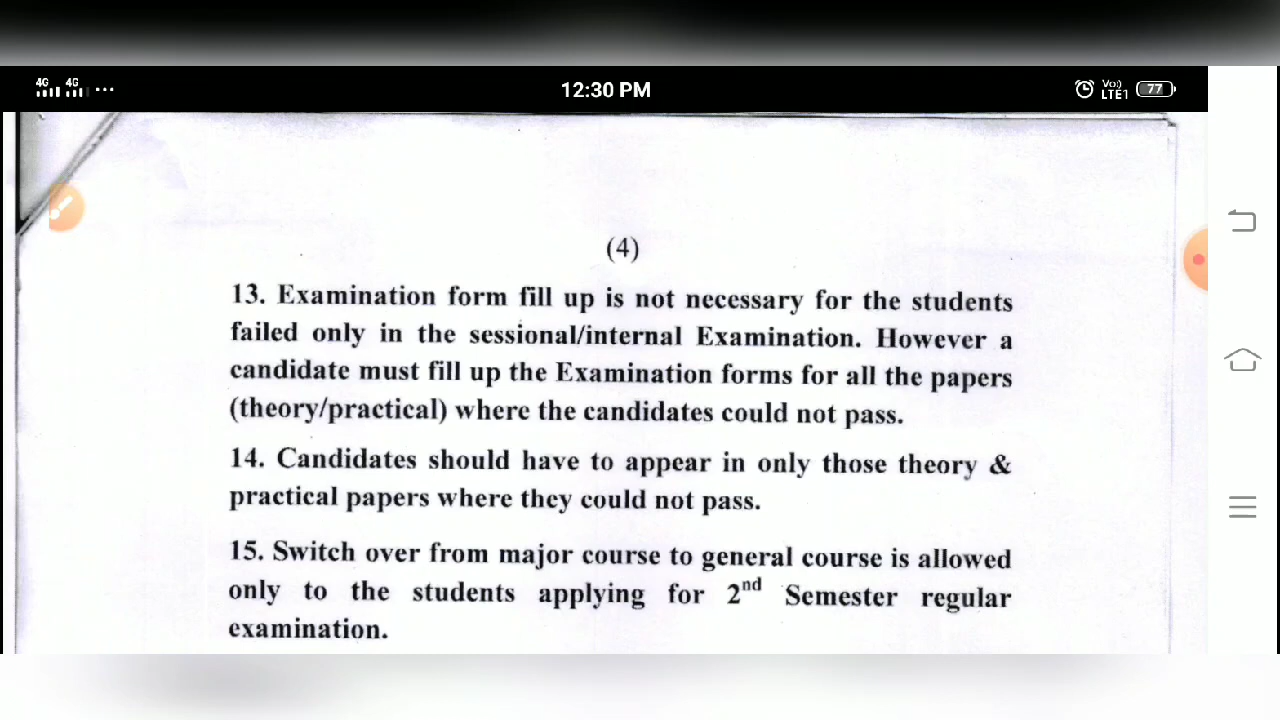 4G 4G
12:30 PM
Vo)) LTE1 77
(4)
13. Examination form fill up is not necessary for the students
failed only in the sessional/internal Examination. However a
candidate must fill up the Examination forms for all the papers
(theory/practical) where the candidates could not pass.
14. Candidates should have to appear in only those theory &
practical papers where they could not pass.
15. Switch over from major course to general course is allowed
only to the students applying for 2nd Semester regular
examination.